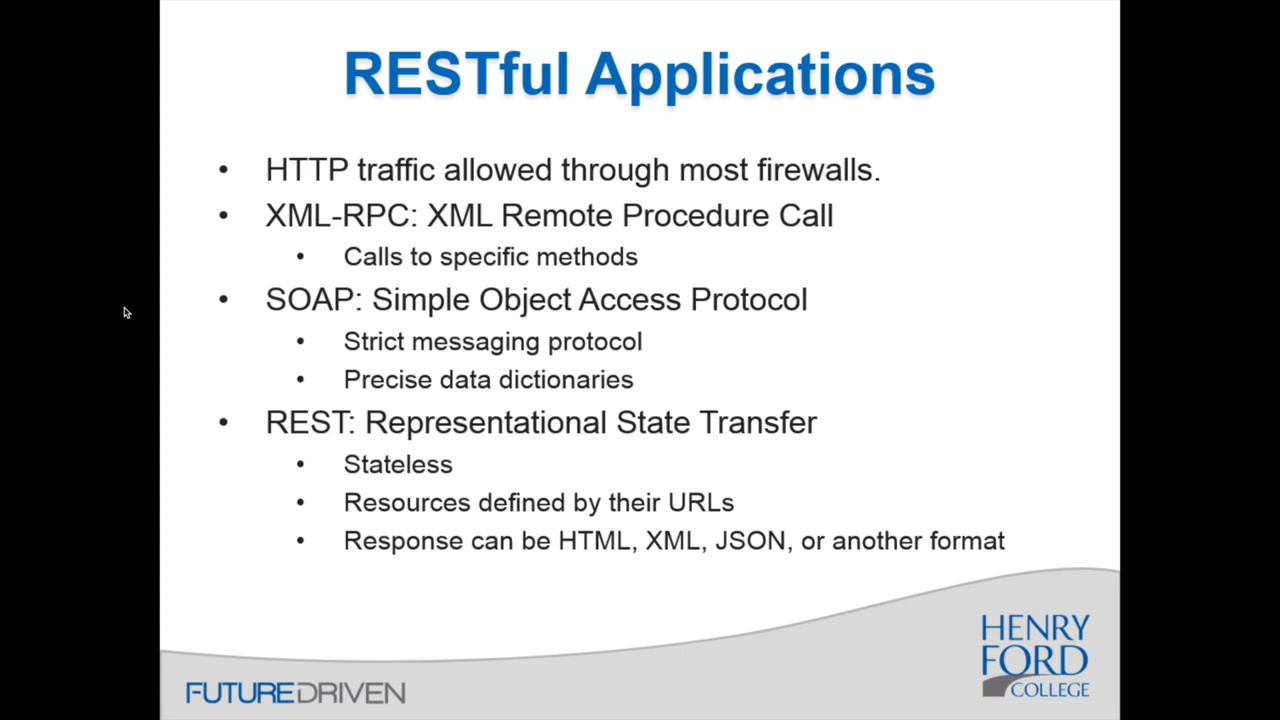 RESTful Applications
• HTTP traffic allowed through most firewalls.
• XML-RPC: XML Remote Procedure Call
• Calls to specific methods
• SOAP: Simple Object Access Protocol
• Strict messaging protocol
• Precise data dictionaries
• REST: Representational State Transfer
• Stateless
• Resources defined by their URLs
• Response can be HTML, XML, JSON, or another format
FUTUREDRIVEN
HENRY
FORD
COLLEGE